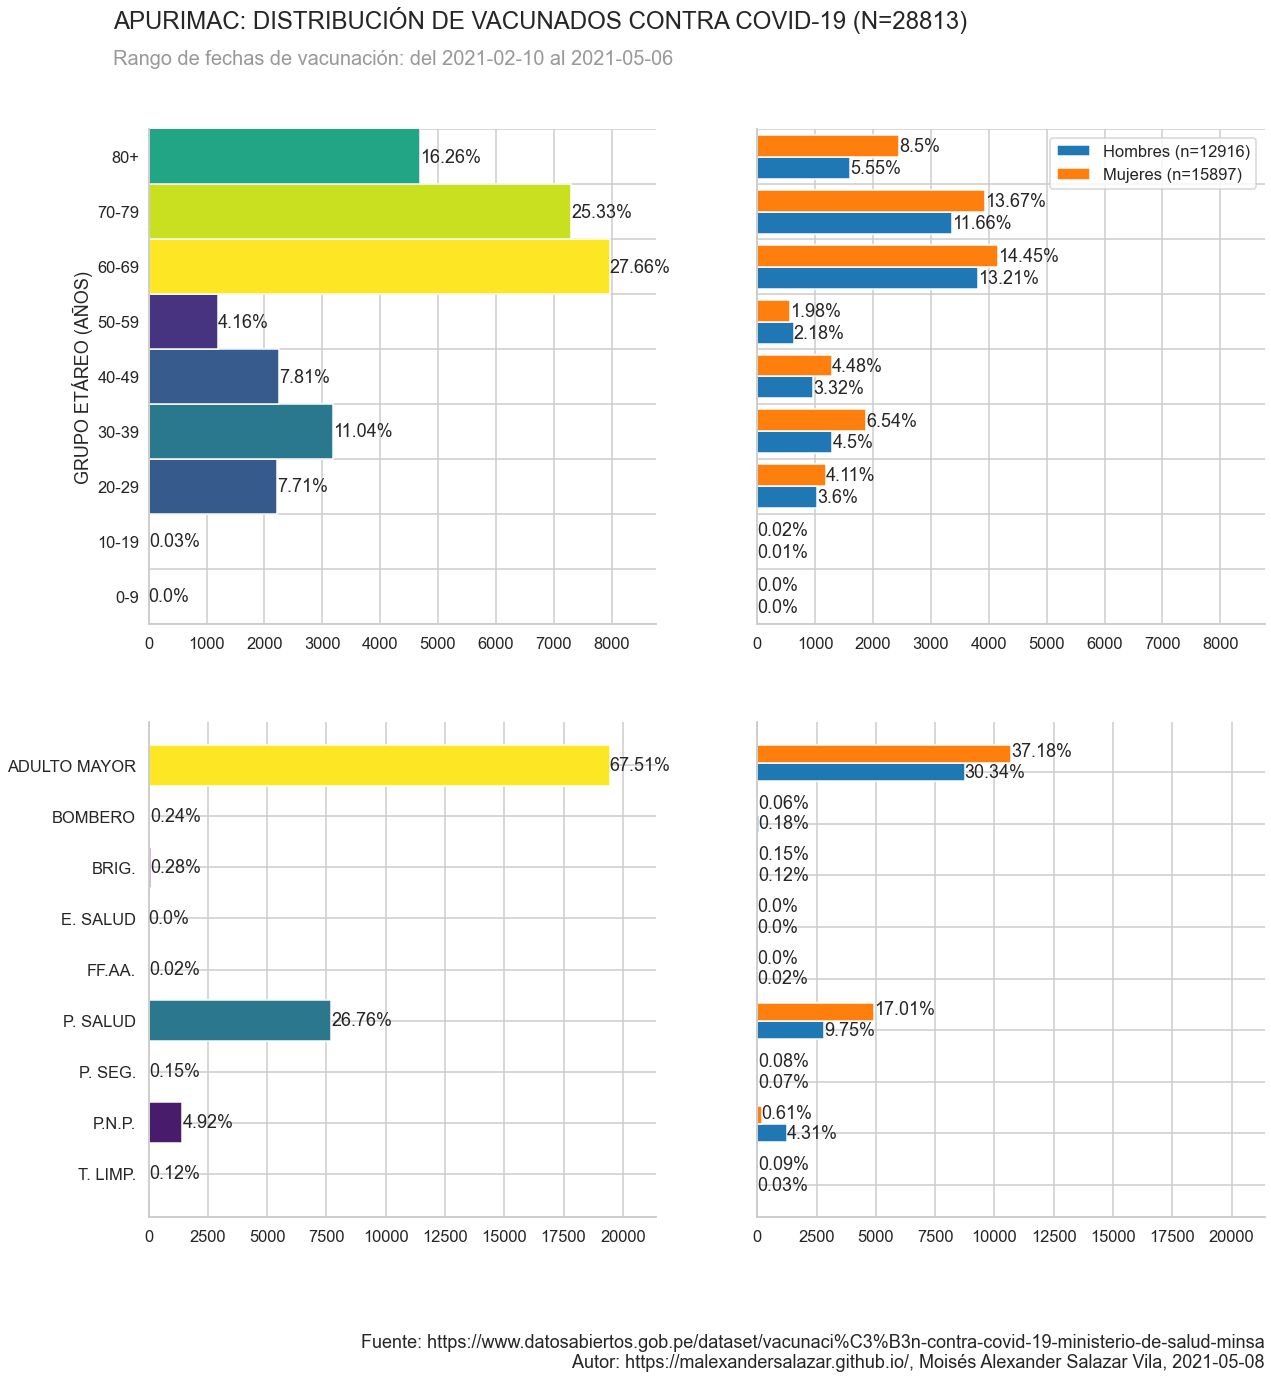 APURIMAC: DISTRIBUCIÓN DE VACUNADOS CONTRA COVID-19 (N=28813)
Rango de fechas de vacunación: del 2021-02-10 al 2021-05-06
GRUPO ETÁREO (AÑOS)
80+ 16.26%
70-79 25.33%
60-69 27.66%
50-59 4.16%
40-49 7.81%
30-39 11.04%
20-29 7.71%
10-19 0.03%
0-9 0.0%
0 1000 2000 3000 4000 5000 6000 7000 8000
Hombres (n=12916)
Mujeres (n=15897)
8.5%
5.55%
13.67%
11.66%
14.45%
13.21%
1.98%
2.18%
4.48%
3.32%
6.54%
4.5%
4.11%
3.6%
0.02%
0.01%
0.0%
0.0%
0 1000 2000 3000 4000 5000 6000 7000 8000
ADULTO MAYOR 67.51%
BOMBERO 0.24%
BRIG. 0.28%
E. SALUD 0.0%
FF.AA. 0.02%
P. SALUD 26.76%
P. SEG. 0.15%
P.N.P. 4.92%
T. LIMP. 0.12%
0 2500 5000 7500 10000 12500 15000 17500 20000
37.18%
30.34%
0.06%
0.18%
0.15%
0.12%
0.0%
0.0%
0.0%
0.02%
17.01%
9.75%
0.08%
0.07%
0.61%
4.31%
0.09%
0.03%
0 2500 5000 7500 10000 12500 15000 17500 20000
Fuente: https://www.datosabiertos.gob.pe/dataset/vacunaci%C3%B3n-contra-covid-19-ministerio-de-salud-minsa
Autor: https://malexandersalazar.github.io/, Moisés Alexander Salazar Vila, 2021-05-08